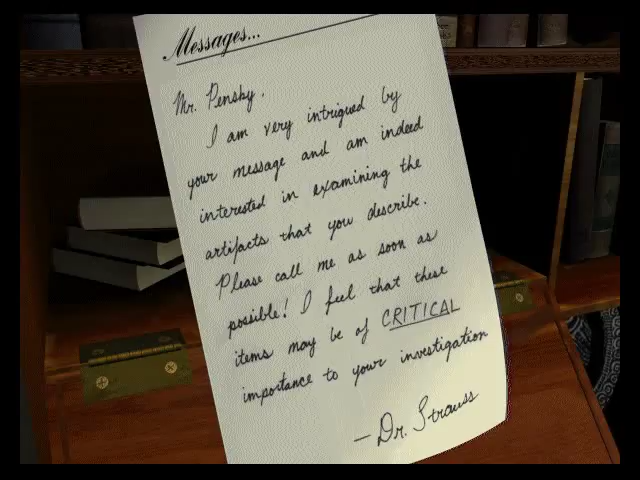 Messages...
Mr. Pensby,
I am very intrigued by
your message and am indeed
interested in examining the
artifacts that you describe.
Please call me as soon as
possible! I feel that these
items may be of CRITICAL
importance to your investigation
—Dr. Strauss